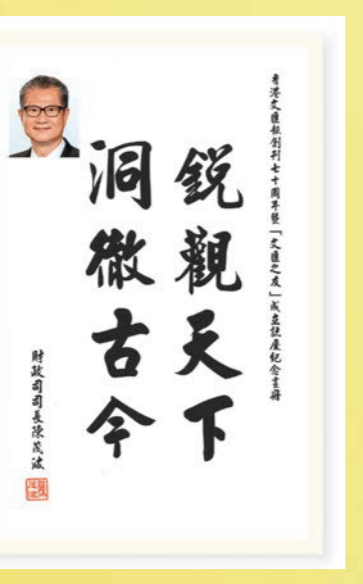 香港文匯報創刊七十周年暨「文匯之友」成立誌慶紀念畫冊
銳觀天下
洞徹古今
財政司司長陳茂波